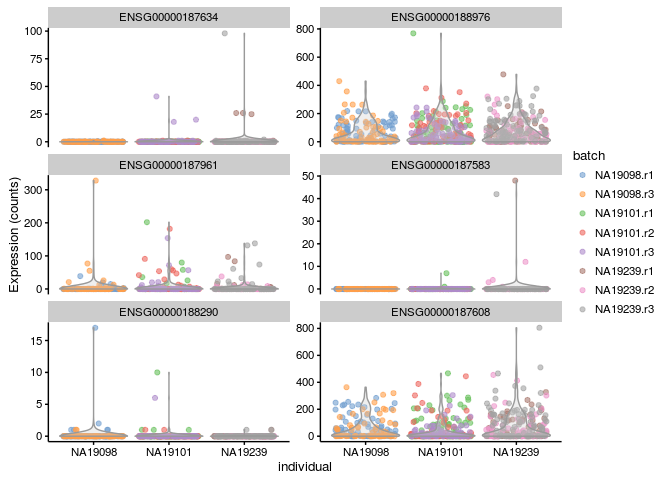 ENSG00000187634
ENSG00000188976
100
75
50
25
0
800
600
400
200
0
ENSG00000187961
ENSG00000187583
300
200
100
0
50
40
30
20
10
0
ENSG00000188290
ENSG00000187608
15
10
5
0
800
600
400
200
0
NA19098 NA19101 NA19239
NA19098 NA19101 NA19239
individual
Expression (counts)
batch
NA19098.r1
NA19098.r3
NA19101.r1
NA19101.r2
NA19101.r3
NA19239.r1
NA19239.r2
NA19239.r3